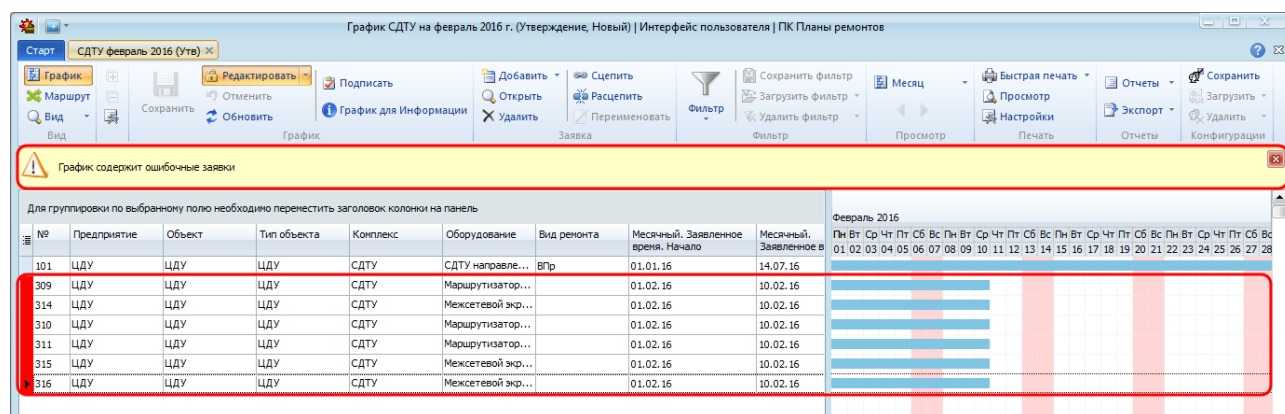 График СДТУ на февраль 2016 г. (Утверждение, Новый) | Интерфейс пользователя | ПК Планы ремонтов
Старт СДТУ февраль 2016 (Утв)
График Редактировать Подписать Добавить Сцепить Сохранить фильтр Месяц Быстрая печать Отчеты Сохранить
Маршрут Сохранить Отменить График для Информации Открыть Расцепить Фильтр Загрузить фильтр Просмотр Экспорт Загрузить
Вид Обновить Удалить Переименовать Удалить фильтр Настройки Удалить
Вид График Заявка Фильтр Просмотр Печать Отчеты Конфигурации
График содержит ошибочные заявки
Для группировки по выбранному полю необходимо переместить заголовок колонки на панель
Февраль 2016
№ Предприятие Объект Тип объекта Комплекс Оборудование Вид ремонта Месячный. Заявленное время. Начало Месячный. Заявленное в
Пн Вт Ср Чт Пт Сб Вс Пн Вт Ср Чт Пт Сб Вс Пн Вт Ср Чт Пт Сб Вс Пн Вт Ср Чт Пт Сб Вс
01 02 03 04 05 06 07 08 09 10 11 12 13 14 15 16 17 18 19 20 21 22 23 24 25 26 27 28
101 ЦДУ ЦДУ ЦДУ СДТУ СДТУ направле... ВПр 01.01.16 14.07.16
309 ЦДУ ЦДУ ЦДУ СДТУ Маршрутизатор... 01.02.16 10.02.16
314 ЦДУ ЦДУ ЦДУ СДТУ Межсетевой экр... 01.02.16 10.02.16
310 ЦДУ ЦДУ ЦДУ СДТУ Маршрутизатор... 01.02.16 10.02.16
311 ЦДУ ЦДУ ЦДУ СДТУ Маршрутизатор... 01.02.16 10.02.16
315 ЦДУ ЦДУ ЦДУ СДТУ Межсетевой экр... 01.02.16 10.02.16
316 ЦДУ ЦДУ ЦДУ СДТУ Межсетевой экр... 01.02.16 10.02.16